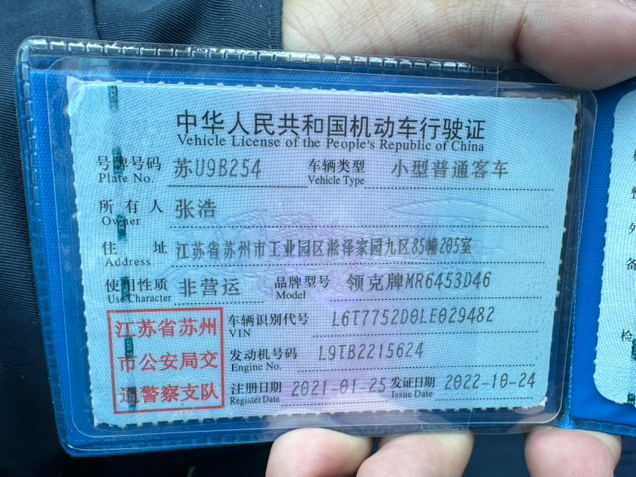 中华人民共和国机动车行驶证
Vehicle License of the People's Republic of China
号牌号码 苏U9B254 车辆类型 小型普通客车
Plate No. Vehicle Type
所有人 张浩
Owner
住址 江苏省苏州市工业园区淞泽家园九区85幢205室
Address
使用性质 非营运 品牌型号 领克牌MR6453D46
Use Character Model
江苏省苏州
市公安局交
通警察支队
车辆识别代号 L6T7752D0LE029482
VIN
发动机号码 L9TB2215624
Engine No.
注册日期 2021-01-25 发证日期 2022-10-24
Register Date Issue Date